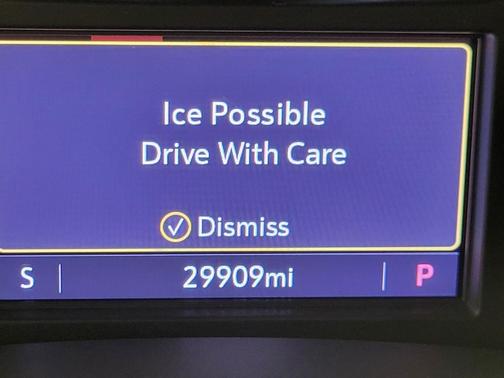 Ice Possible
Drive With Care
Dismiss
S 29909mi P